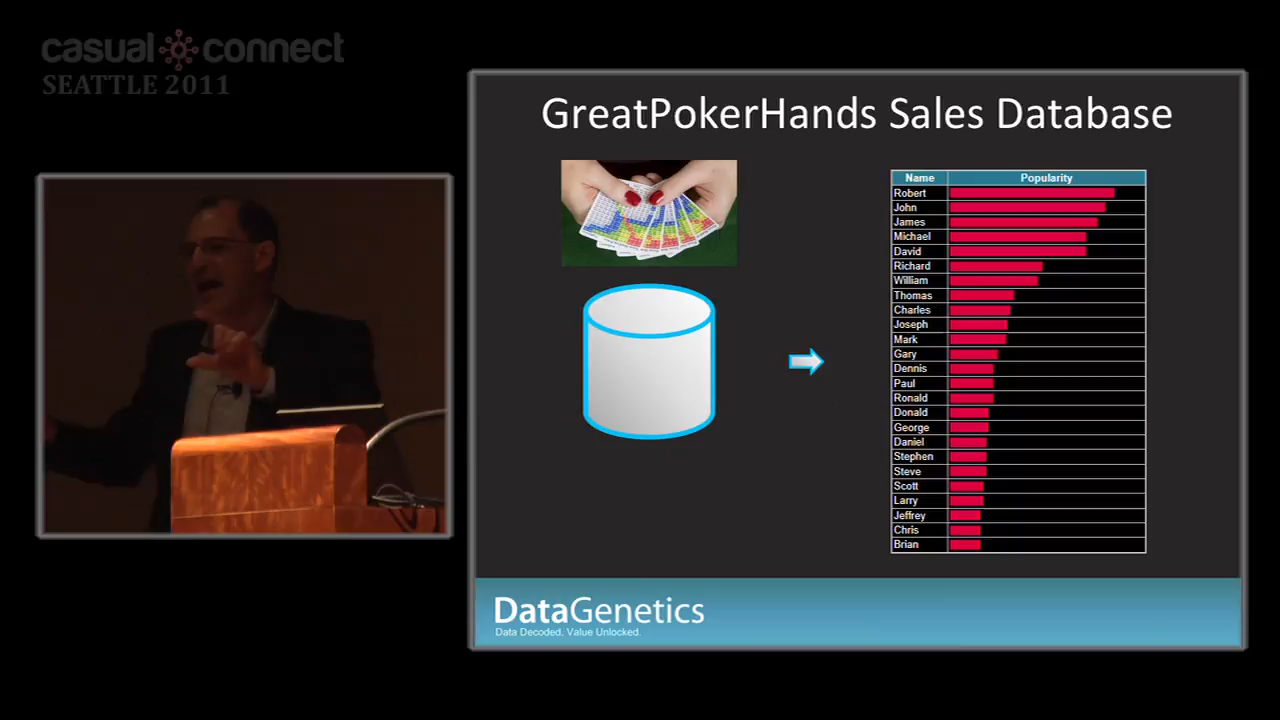 casual connect
SEATTLE 2011
GreatPokerHands Sales Database
Name Popularity
Robert
John
James
Michael
David
Richard
William
Thomas
Charles
Joseph
Mark
Gary
Dennis
Paul
Ronald
Donald
George
Daniel
Stephen
Steve
Scott
Larry
Jeffrey
Chris
Brian
DataGenetics
Data Decoded. Value Unlocked.